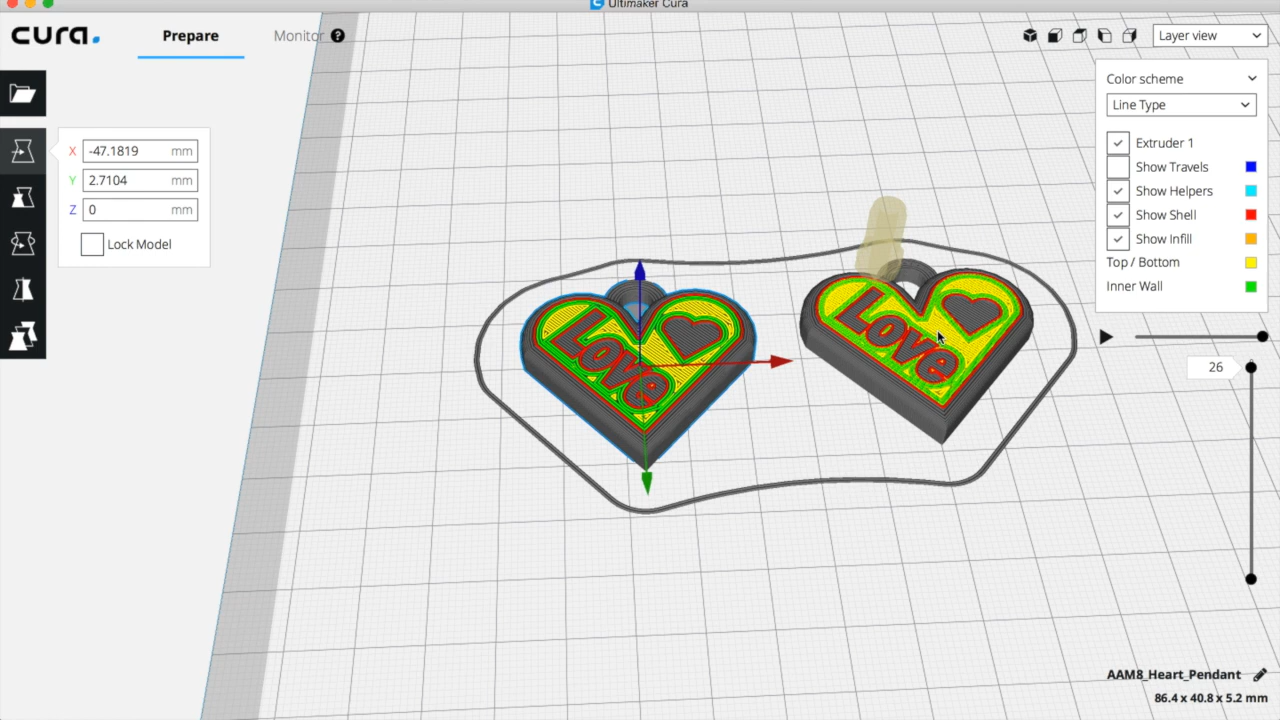 Ultimaker Cura
cura.
Prepare
Monitor
?
Layer view
Color scheme
Line Type
X -47.1819 mm
Y 2.7104 mm
Z 0 mm
Lock Model
Extruder 1
Show Travels
Show Helpers
Show Shell
Show Infill
Top / Bottom
Inner Wall
26
Love
Love
AAM8_Heart_Pendant
86.4 x 40.8 x 5.2 mm